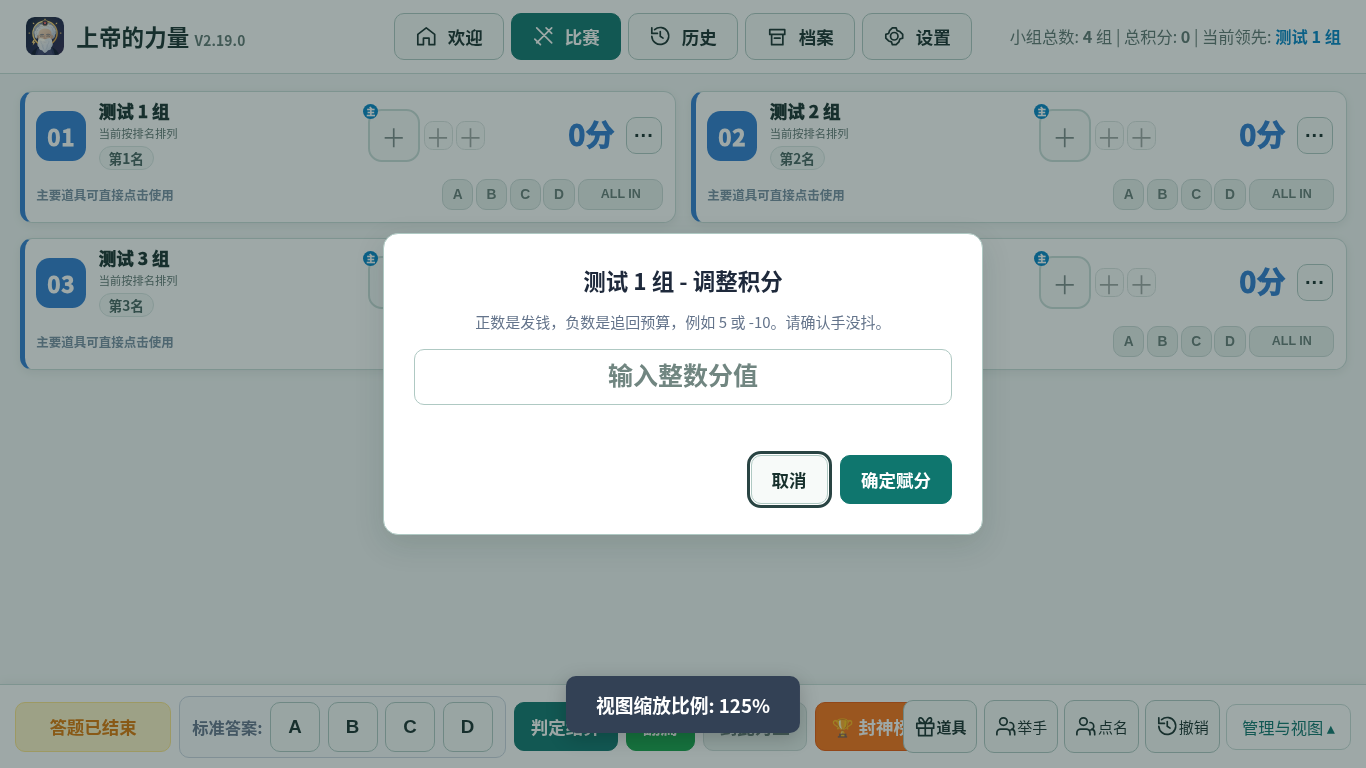 上帝的力量 V2.19.0
欢迎
比赛
历史
档案
设置
小组总数: 4 组 | 总积分: 0 | 当前领先: 测试 1 组
01
测试 1 组
当前按排名排列
第1名
主
0分
主要道具可直接点击使用
A B C D ALL IN
02
测试 2 组
当前按排名排列
第2名
主
0分
主要道具可直接点击使用
A B C D ALL IN
03
测试 3 组
当前按排名排列
第3名
主
主要道具可直接点击使用
主
0分
A B C D ALL IN
测试 1 组 - 调整积分
正数是发钱，负数是追回预算，例如 5 或 -10。请确认手没抖。
输入整数分值
取消
确定赋分
视图缩放比例: 125%
答题已结束
标准答案:
A B C D
判定
🏆 封神榜
道具
举手
点名
撤销
管理与视图 ▴